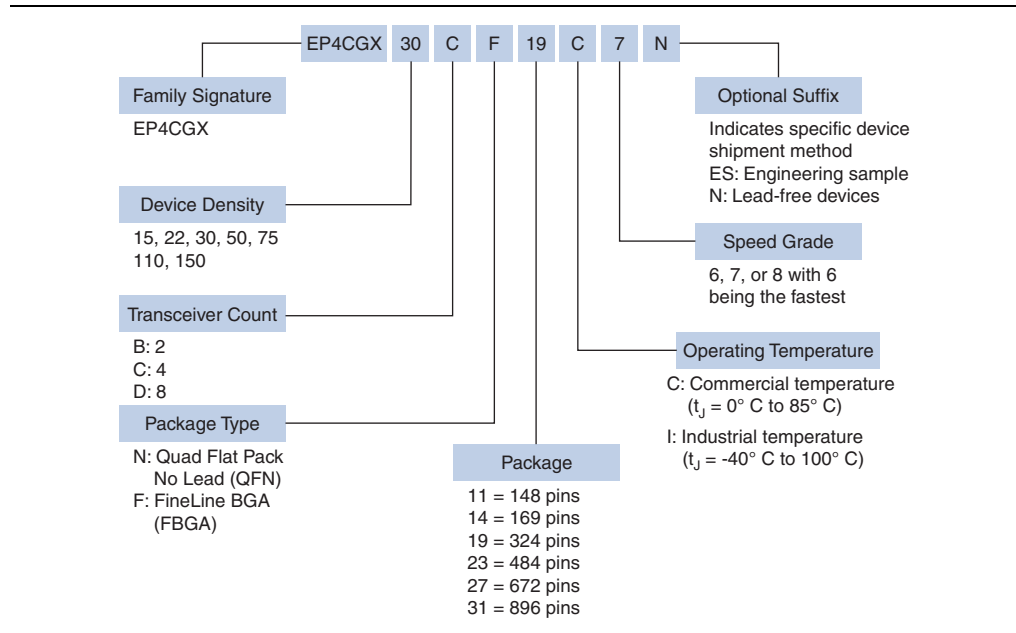 EP4CGX 30 C F 19 C 7 N
Family Signature
EP4CGX
Device Density
15, 22, 30, 50, 75
110, 150
Transceiver Count
B: 2
C: 4
D: 8
Package Type
N: Quad Flat Pack
No Lead (QFN)
F: FineLine BGA
(FBGA)
Package
11 = 148 pins
14 = 169 pins
19 = 324 pins
23 = 484 pins
27 = 672 pins
31 = 896 pins
Optional Suffix
Indicates specific device
shipment method
ES: Engineering sample
N: Lead-free devices
Speed Grade
6, 7, or 8 with 6
being the fastest
Operating Temperature
C: Commercial temperature
(tJ = 0° C to 85° C)
I: Industrial temperature
(tJ = -40° C to 100° C)